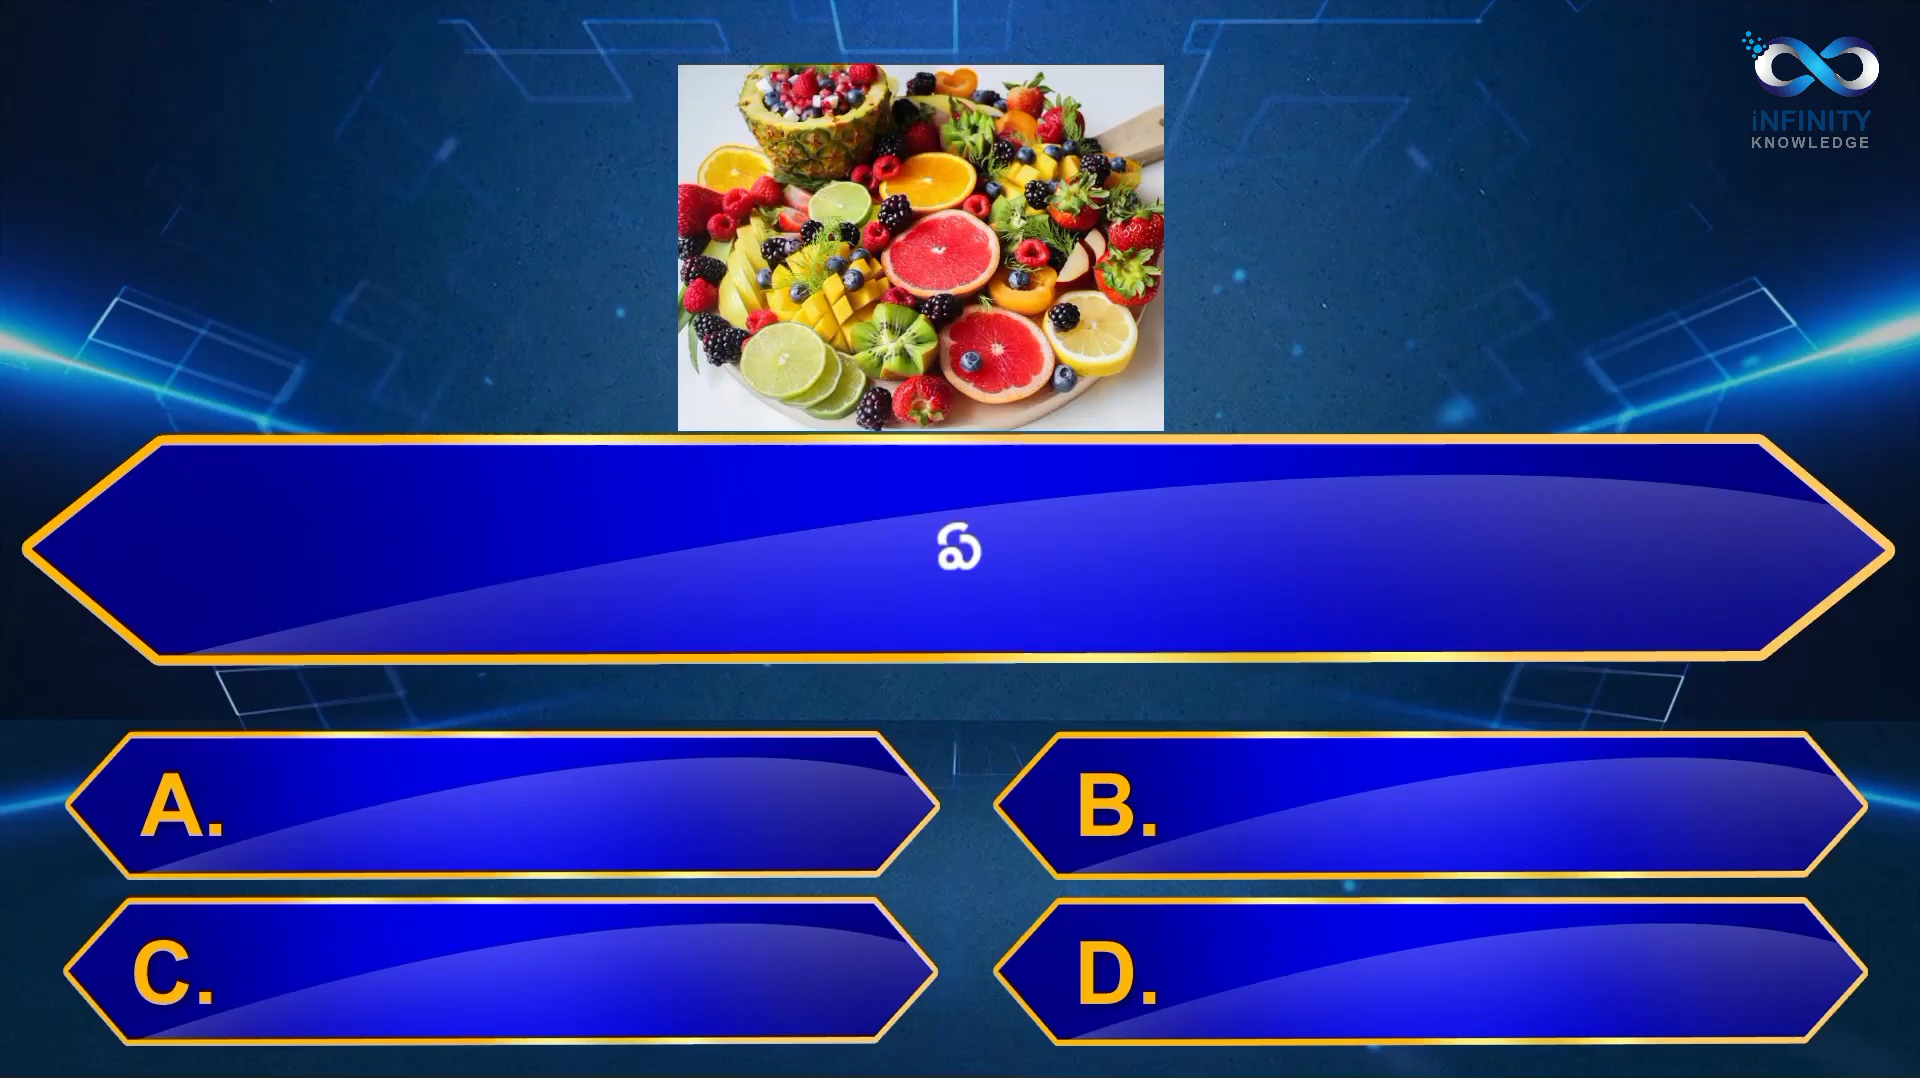 iNFINITY
KNOWLEDGE
ఏ
A.
B.
C.
D.